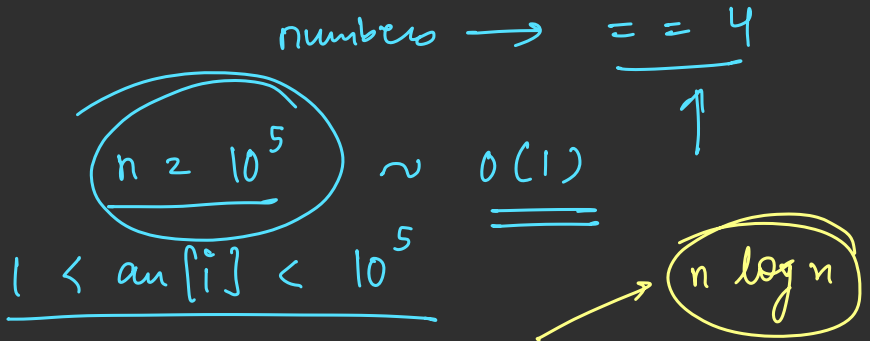 numbers → == 4
n = 10^5 ~ O(1)
1 < arr[i] < 10^5
n log n